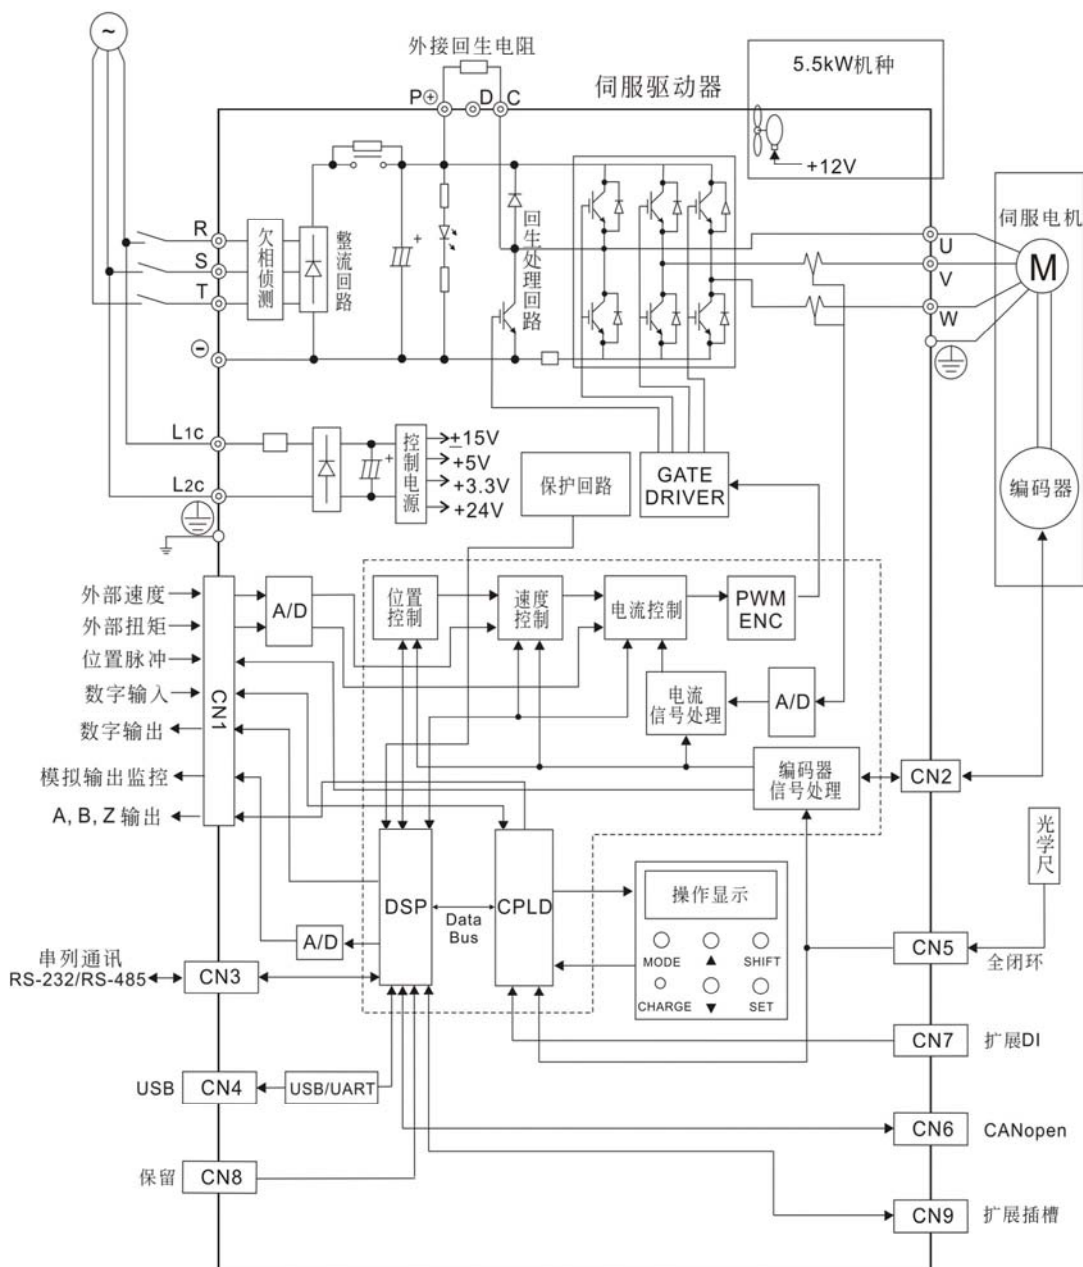 ~
外接回生电阻
P⊕ D C
伺服驱动器
5.5kW机种
+12V
伺服电机
R
S
T
欠相侦测
整流回路
+
回生处理回路
U
V
W
M
⊖
L1C
L2C
+
控制电源
±15V
+5V
+3.3V
+24V
保护回路
GATE
DRIVER
编码器
外部速度
外部扭矩
位置脉冲
数字输入
数字输出
模拟输出监控
A, B, Z 输出
CN1
A/D
位置
控制
速度
控制
电流控制
PWM
ENC
电流
信号处理
A/D
编码器
信号处理
CN2
光学尺
DSP
Data
Bus
CPLD
操作显示
MODE ▲ SHIFT
CHARGE ▼ SET
A/D
串列通讯
RS-232/RS-485
CN3
CN5
全闭环
CN7 扩展DI
USB CN4 USB/UART
CN6 CANopen
保留 CN8
CN9 扩展插槽